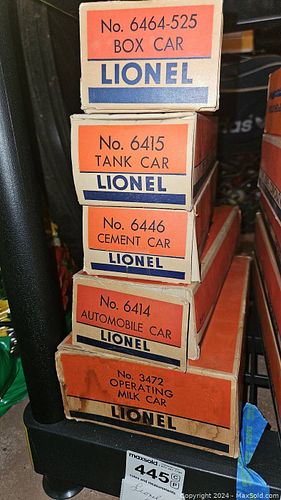 No. 6464-525
BOX CAR
LIONEL
No. 6415
TANK CAR
LIONEL
No. 6446
CEMENT CAR
LIONEL
No. 6414
AUTOMOBILE CAR
LIONEL
No. 3472
OPERATING
MILK CAR
LIONEL
maxsold
445
Copyright © 2024 - MaxSold